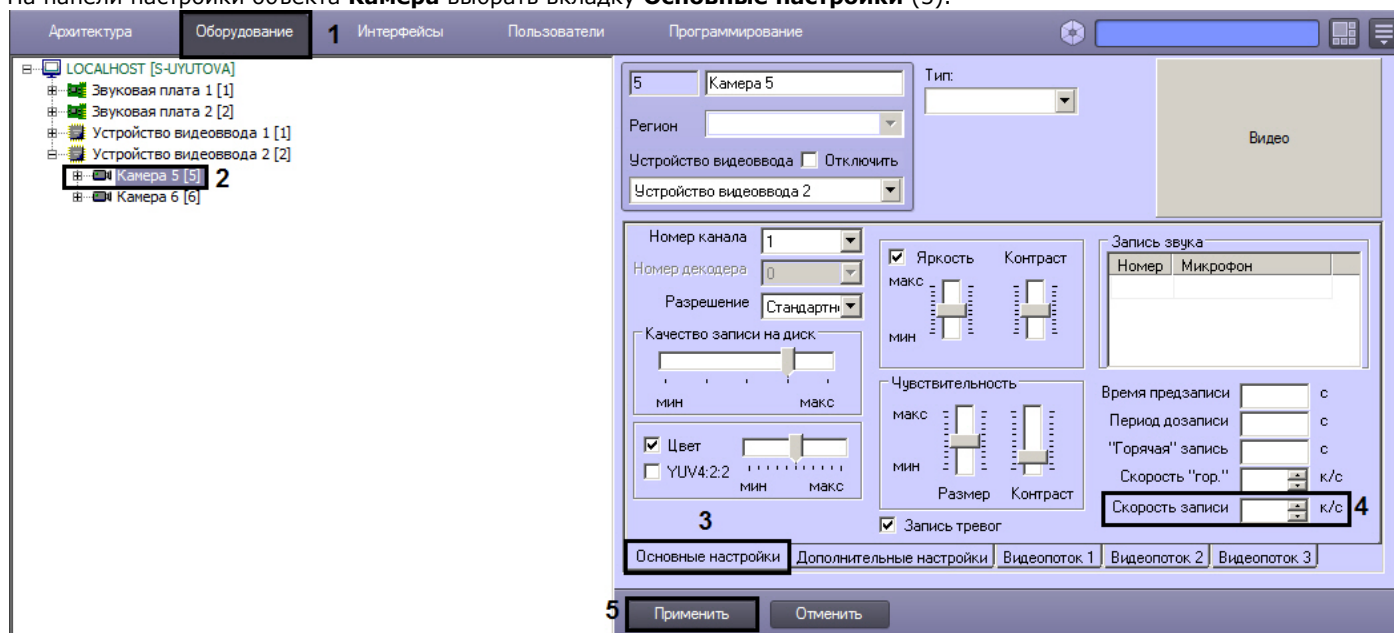 На панели настройки объекта Камера выбрать вкладку Основные настройки (3).
Архитектура Оборудование 1 Интерфейсы Пользователи Программирование
LOCALHOST [S-UYUTOVA]
Звуковая плата 1 [1]
Звуковая плата 2 [2]
Устройство видеоввода 1 [1]
Устройство видеоввода 2 [2]
Камера 5 [5] 2
Камера 6 [6]
5 Камера 5
Тип:
Регион
Устройство видеоввода Отключить
Устройство видеоввода 2
Видео
Номер канала 1
Номер декодера 0
Разрешение Стандартн
Качество записи на диск
мин макс
Цвет
YUV4:2:2
мин макс
3
Яркость Контраст
макс
мин
Чувствительность
макс
мин
Размер Контраст
Запись тревог
Запись звука
Номер Микрофон
Время предзаписи с
Период дозаписи с
"Горячая" запись с
Скорость "гор." к/с
Скорость записи к/с 4
Основные настройки Дополнительные настройки Видеопоток 1 Видеопоток 2 Видеопоток 3
5 Применить Отменить